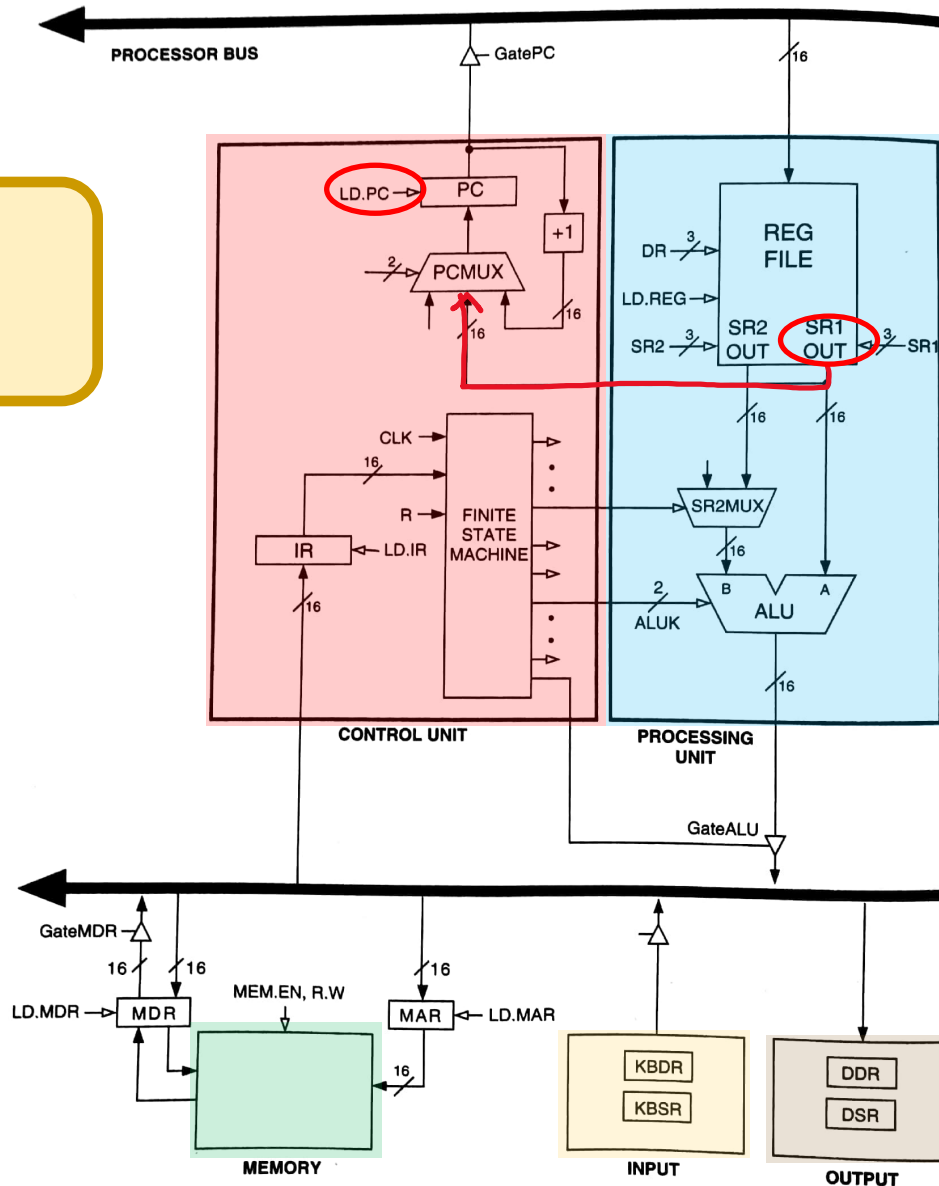 PROCESSOR BUS
GatePC
16
LD.PC
PC
+1
2
PCMUX
16
16
REG
FILE
DR
3
LD.REG
SR2
3
SR2
OUT
SR1
OUT
3
SR1
16
16
CLK
16
R
FINITE
STATE
MACHINE
IR
LD.IR
16
SR2MUX
16
B
A
ALU
2
ALUK
16
CONTROL UNIT
PROCESSING
UNIT
GateALU
GateMDR
16
16
16
LD.MDR
MDR
MEM.EN, R.W
MAR
LD.MAR
16
KBDR
KBSR
DDR
DSR
MEMORY
INPUT
OUTPUT